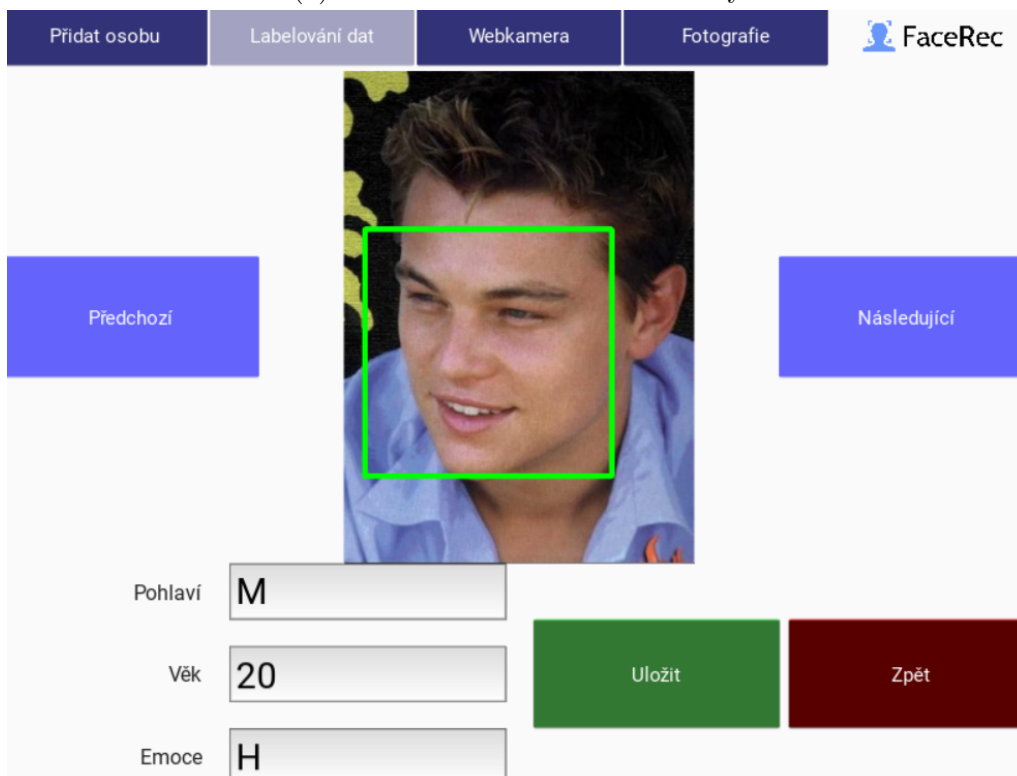 Přidat osobu
Labelování dat
Webkamera
Fotografie
FaceRec
Předchozí
Následující
Pohlaví
M
Věk
20
Uložit
Zpět
Emoce
H